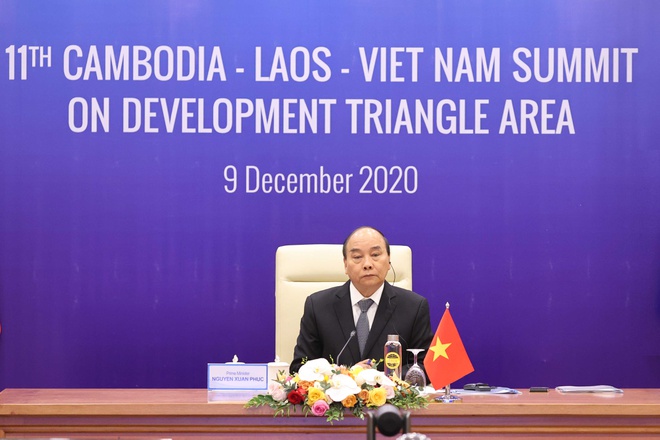 11TH CAMBODIA - LAOS - VIET NAM SUMMIT
ON DEVELOPMENT TRIANGLE AREA
9 December 2020
Prime Minister
NGUYEN XUAN PHUC